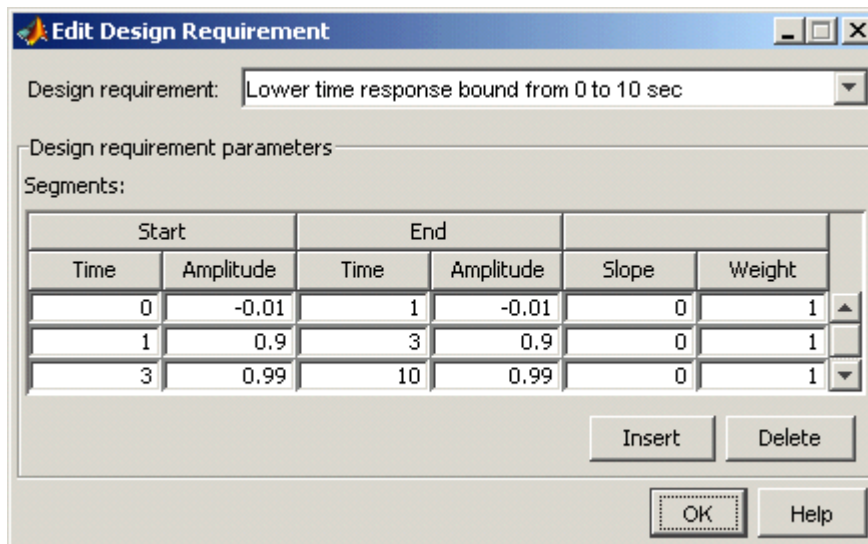 Edit Design Requirement
Design requirement: Lower time response bound from 0 to 10 sec
Design requirement parameters
Segments:
Start End
Time Amplitude Time Amplitude Slope Weight
0 -0.01 1 -0.01 0 1
1 0.9 3 0.9 0 1
3 0.99 10 0.99 0 1
Insert Delete
OK Help